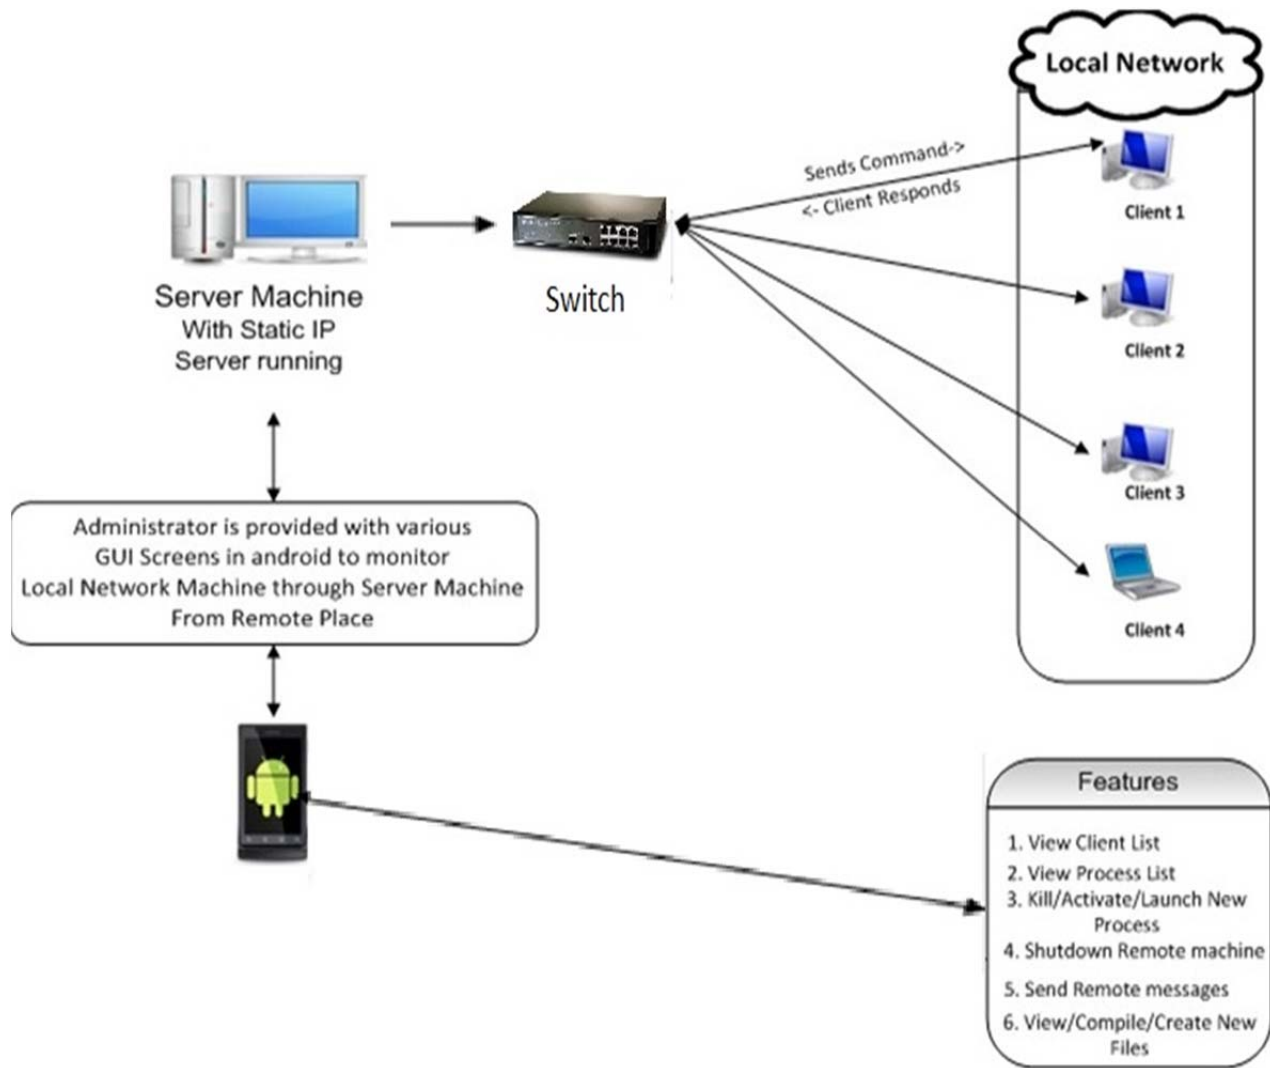 Local Network
Sends Command->
<- Client Responds
Client 1
Client 2
Client 3
Client 4
Server Machine
With Static IP
Server running
Switch
Administrator is provided with various
GUI Screens in android to monitor
Local Network Machine through Server Machine
From Remote Place
Features
1. View Client List
2. View Process List
3. Kill/Activate/Launch New
Process
4. Shutdown Remote machine
5. Send Remote messages
6. View/Compile/Create New
Files